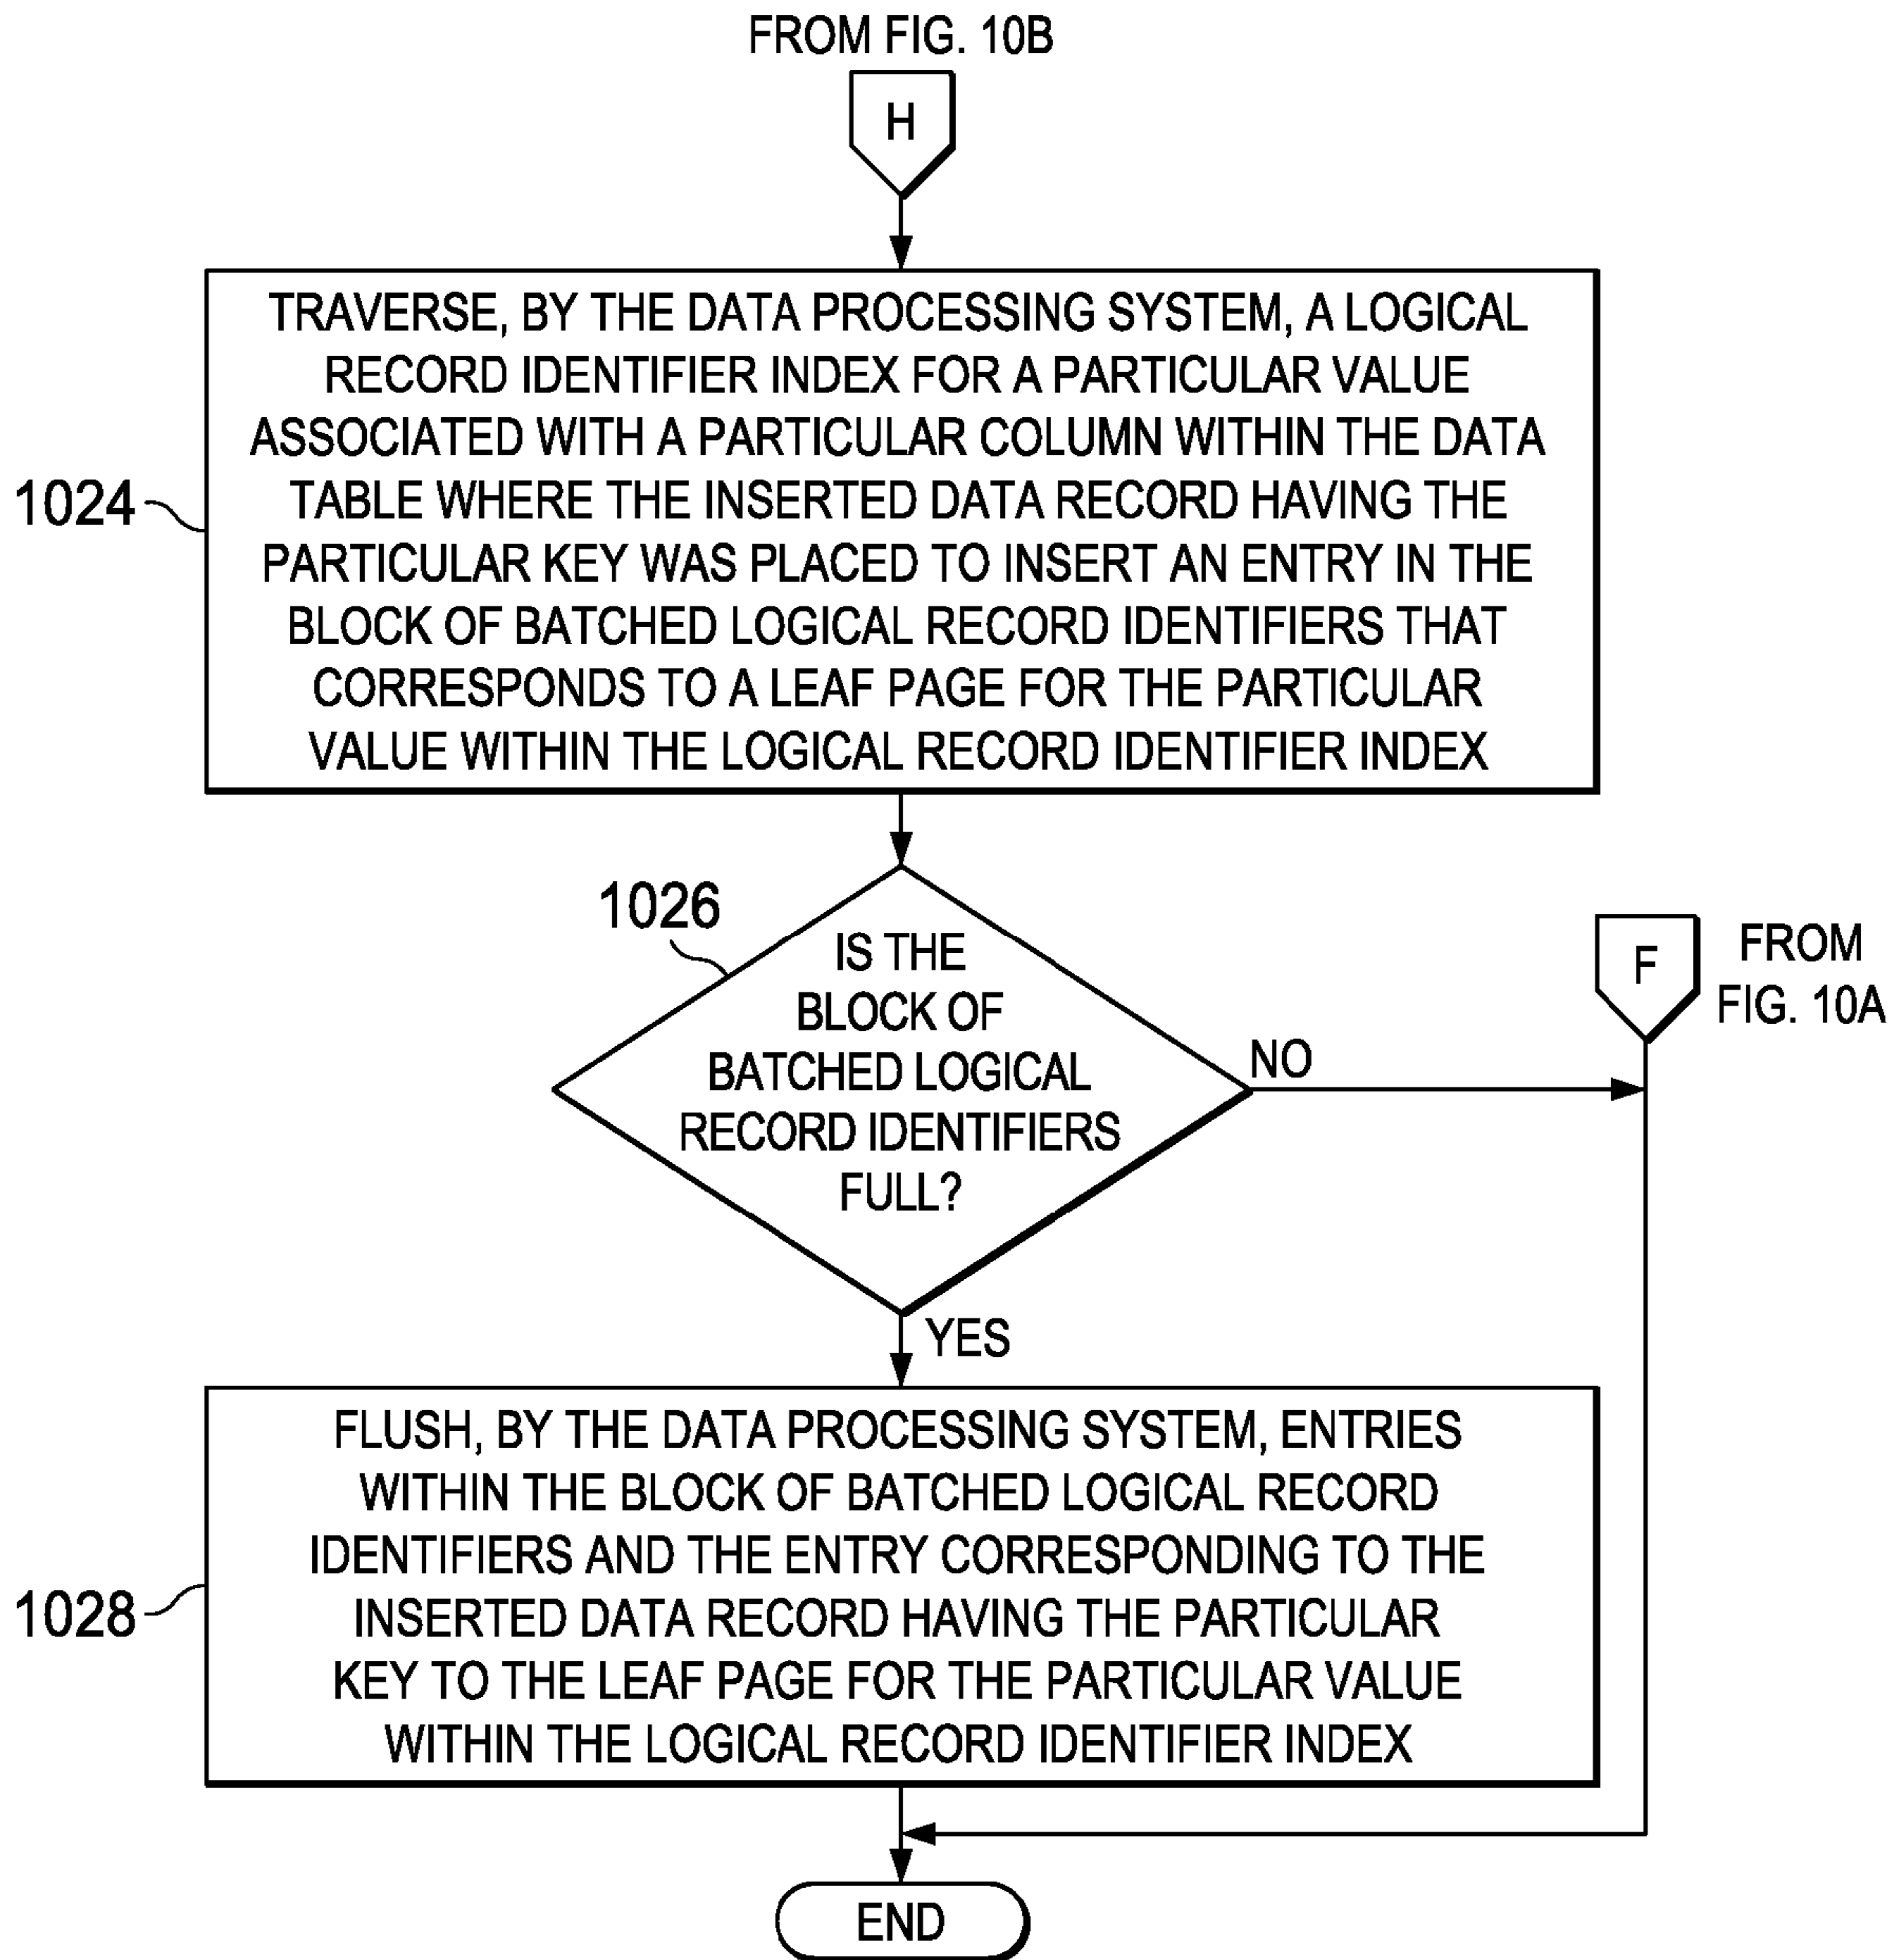 FROM FIG. 10B
H
TRAVERSE, BY THE DATA PROCESSING SYSTEM, A LOGICAL
RECORD IDENTIFIER INDEX FOR A PARTICULAR VALUE
ASSOCIATED WITH A PARTICULAR COLUMN WITHIN THE DATA
TABLE WHERE THE INSERTED DATA RECORD HAVING THE
PARTICULAR KEY WAS PLACED TO INSERT AN ENTRY IN THE
BLOCK OF BATCHED LOGICAL RECORD IDENTIFIERS THAT
CORRESPONDS TO A LEAF PAGE FOR THE PARTICULAR
VALUE WITHIN THE LOGICAL RECORD IDENTIFIER INDEX
1024
1026
IS THE
BLOCK OF
BATCHED LOGICAL
RECORD IDENTIFIERS
FULL?
NO
F
FROM
FIG. 10A
YES
FLUSH, BY THE DATA PROCESSING SYSTEM, ENTRIES
WITHIN THE BLOCK OF BATCHED LOGICAL RECORD
IDENTIFIERS AND THE ENTRY CORRESPONDING TO THE
INSERTED DATA RECORD HAVING THE PARTICULAR
KEY TO THE LEAF PAGE FOR THE PARTICULAR VALUE
WITHIN THE LOGICAL RECORD IDENTIFIER INDEX
1028
END